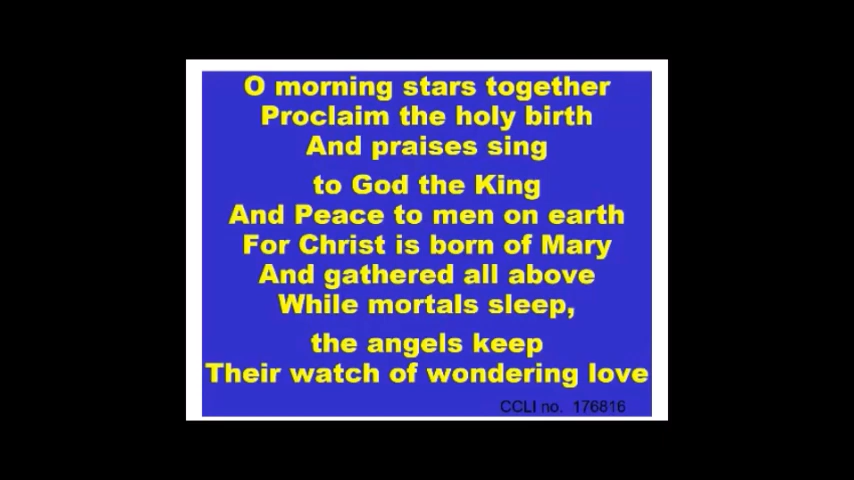 O morning stars together
Proclaim the holy birth
And praises sing
to God the King
And Peace to men on earth
For Christ is born of Mary
And gathered all above
While mortals sleep,
the angels keep
Their watch of wondering love
CCLI no. 176816